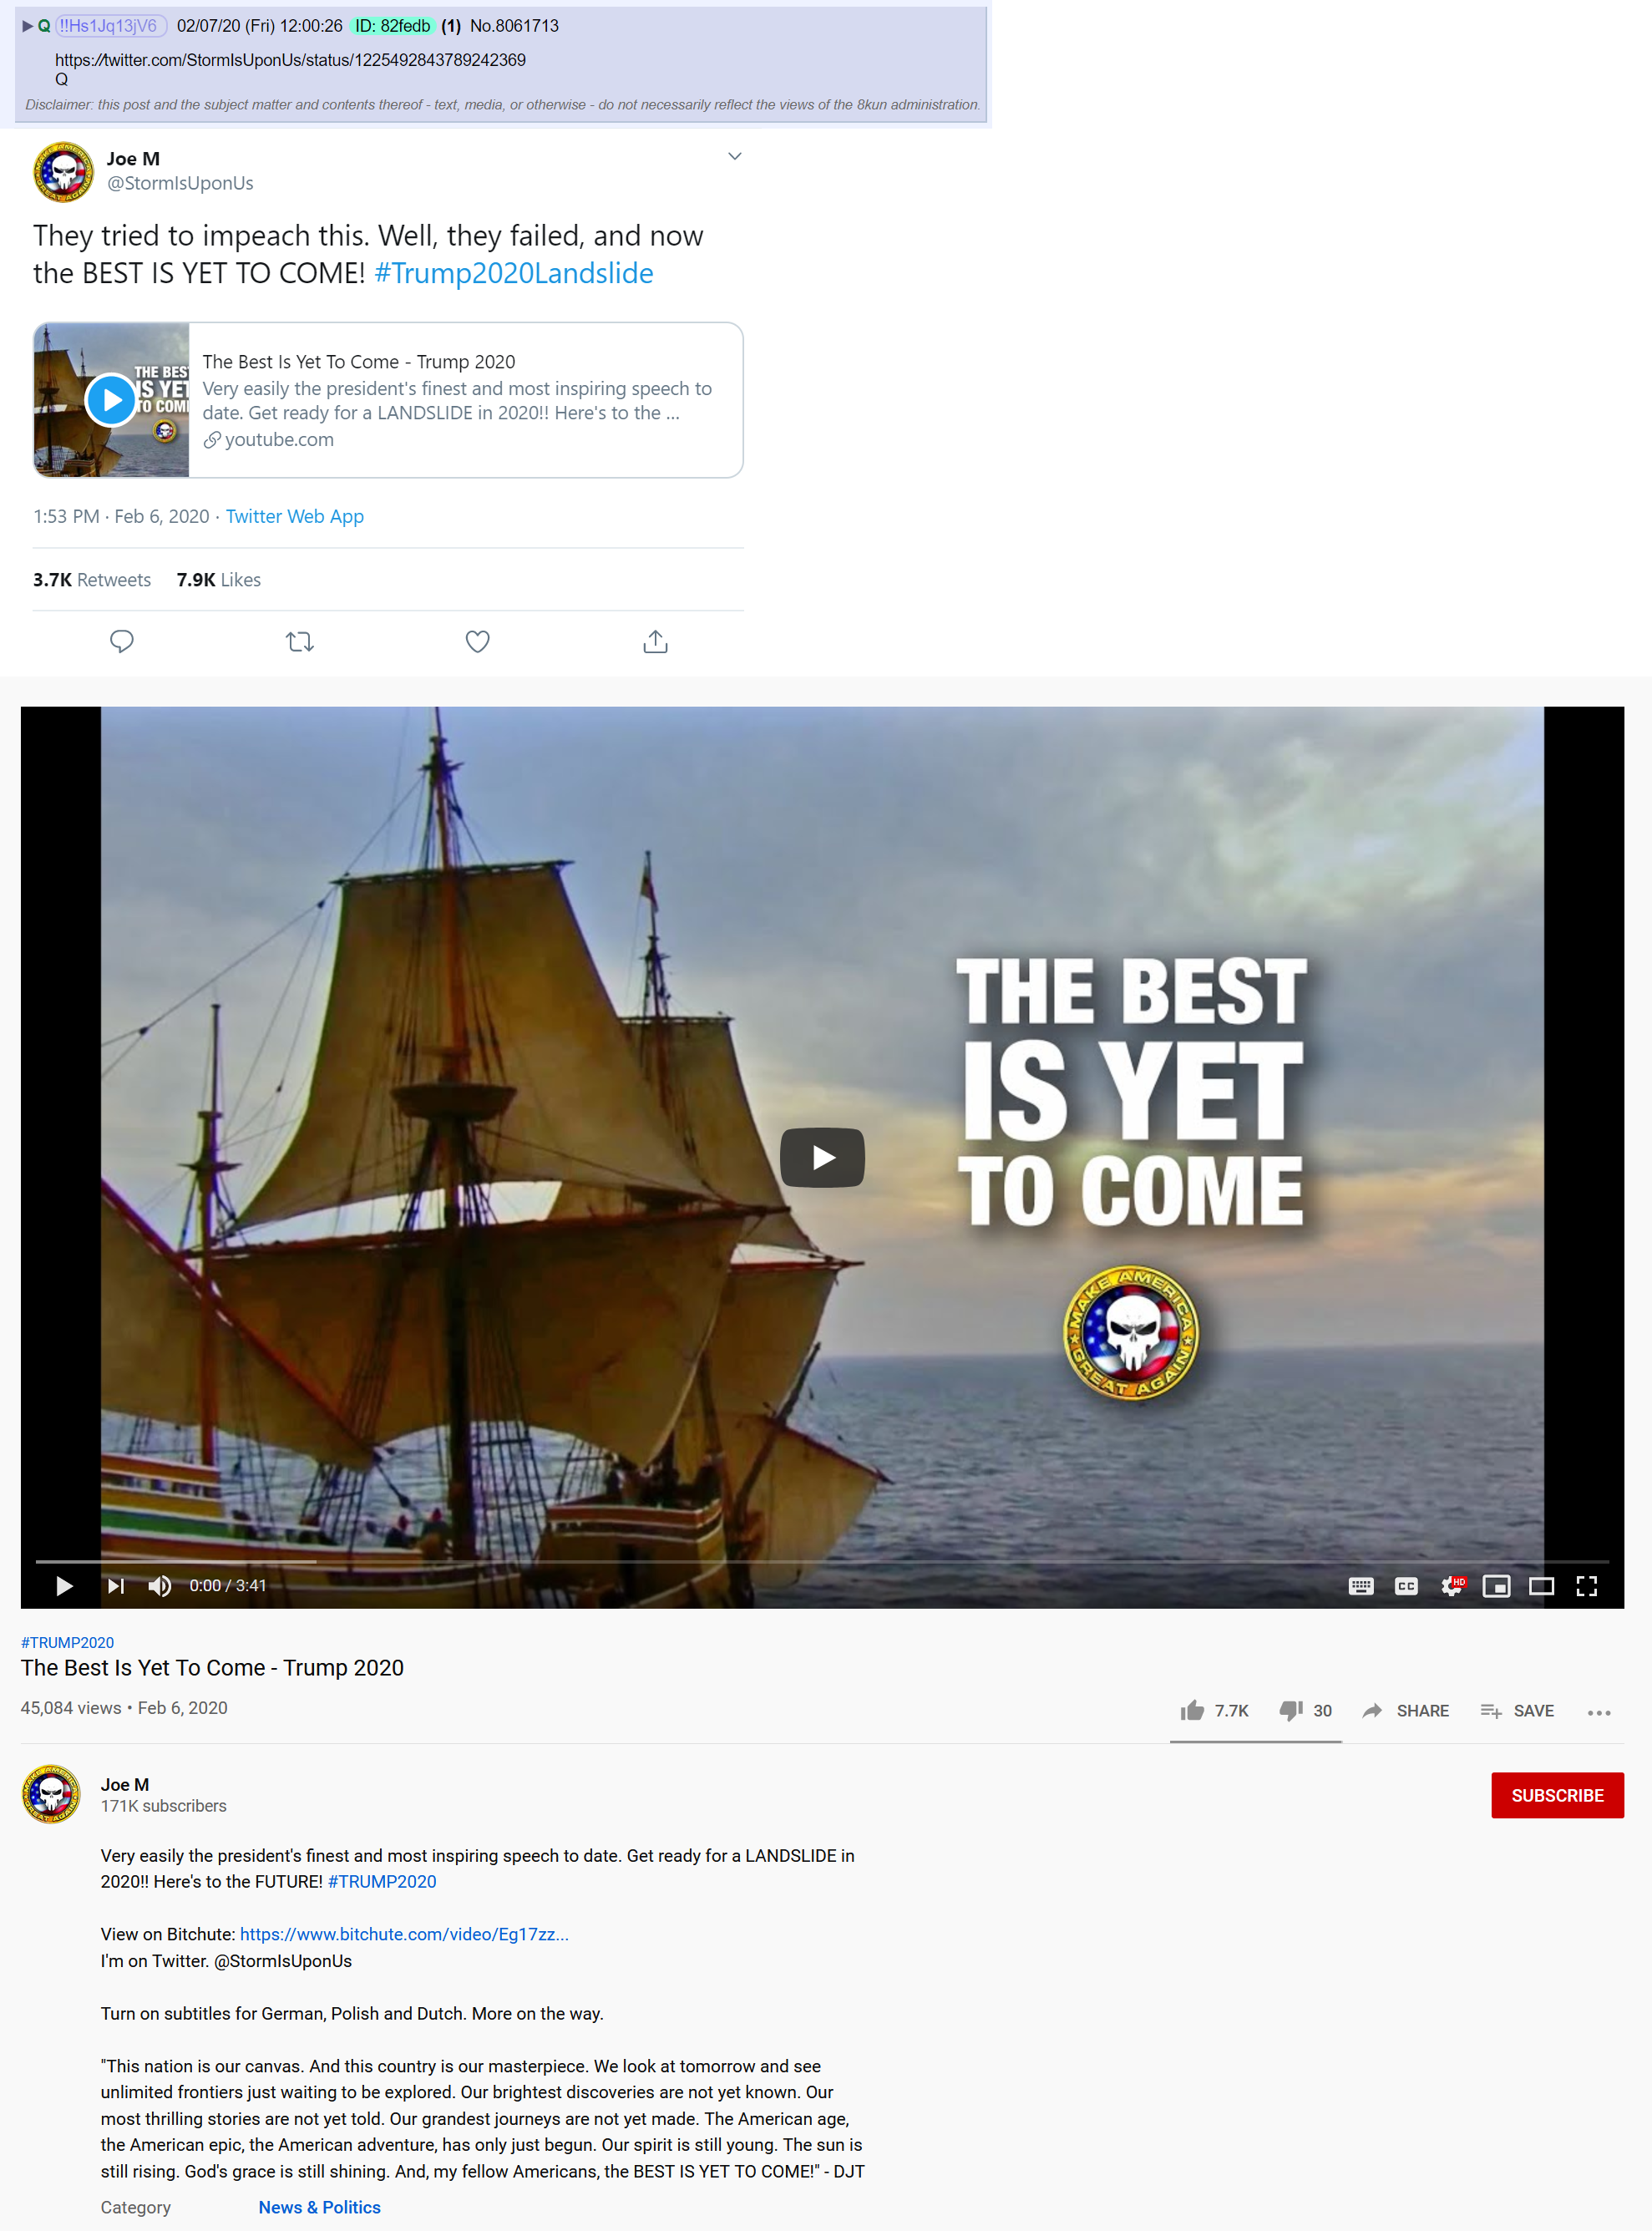 Q !!Hs1Jq13jV6 02/07/20 (Fri) 12:00:26 ID: 82fedb (1) No.8061713
https://twitter.com/StormIsUponUs/status/1225492843789242369
Q
Disclaimer: this post and the subject matter and contents thereof - text, media, or otherwise - do not necessarily reflect the views of the 8kun administration.
Joe M
@StormIsUponUs
They tried to impeach this. Well, they failed, and now
the BEST IS YET TO COME! #Trump2020Landslide
THE BES
IS YET
TO COM
The Best Is Yet To Come - Trump 2020
Very easily the president's finest and most inspiring speech to
date. Get ready for a LANDSLIDE in 2020!! Here's to the ...
youtube.com
1:53 PM · Feb 6, 2020 · Twitter Web App
3.7K Retweets 7.9K Likes
THE BEST
IS YET
TO COME
MAKE AMERICA
GREAT AGAIN
0:00 / 3:41
CC
HD
#TRUMP2020
The Best Is Yet To Come - Trump 2020
45,084 views • Feb 6, 2020
7.7K 30 SHARE SAVE
Joe M
171K subscribers
SUBSCRIBE
Very easily the president's finest and most inspiring speech to date. Get ready for a LANDSLIDE in
2020!! Here's to the FUTURE! #TRUMP2020
View on Bitchute: https://www.bitchute.com/video/Eg17zz...
I'm on Twitter. @StormIsUponUs
Turn on subtitles for German, Polish and Dutch. More on the way.
"This nation is our canvas. And this country is our masterpiece. We look at tomorrow and see
unlimited frontiers just waiting to be explored. Our brightest discoveries are not yet known. Our
most thrilling stories are not yet told. Our grandest journeys are not yet made. The American age,
the American epic, the American adventure, has only just begun. Our spirit is still young. The sun is
still rising. God's grace is still shining. And, my fellow Americans, the BEST IS YET TO COME!" - DJT
Category News & Politics